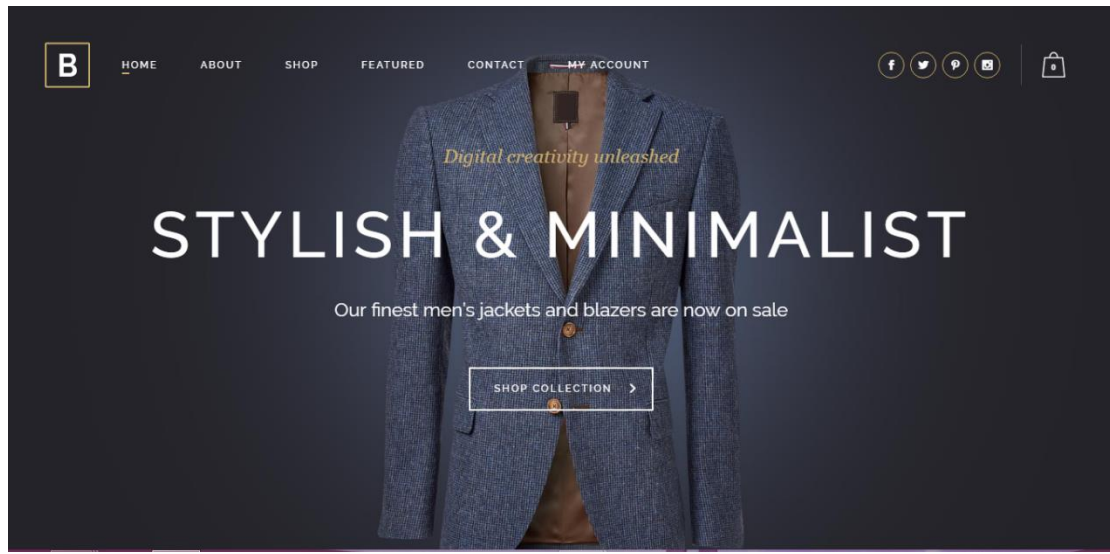 B
HOME ABOUT SHOP FEATURED CONTACT MY ACCOUNT
0
Digital creativity unleashed
STYLISH & MINIMALIST
Our finest men's jackets and blazers are now on sale
SHOP COLLECTION